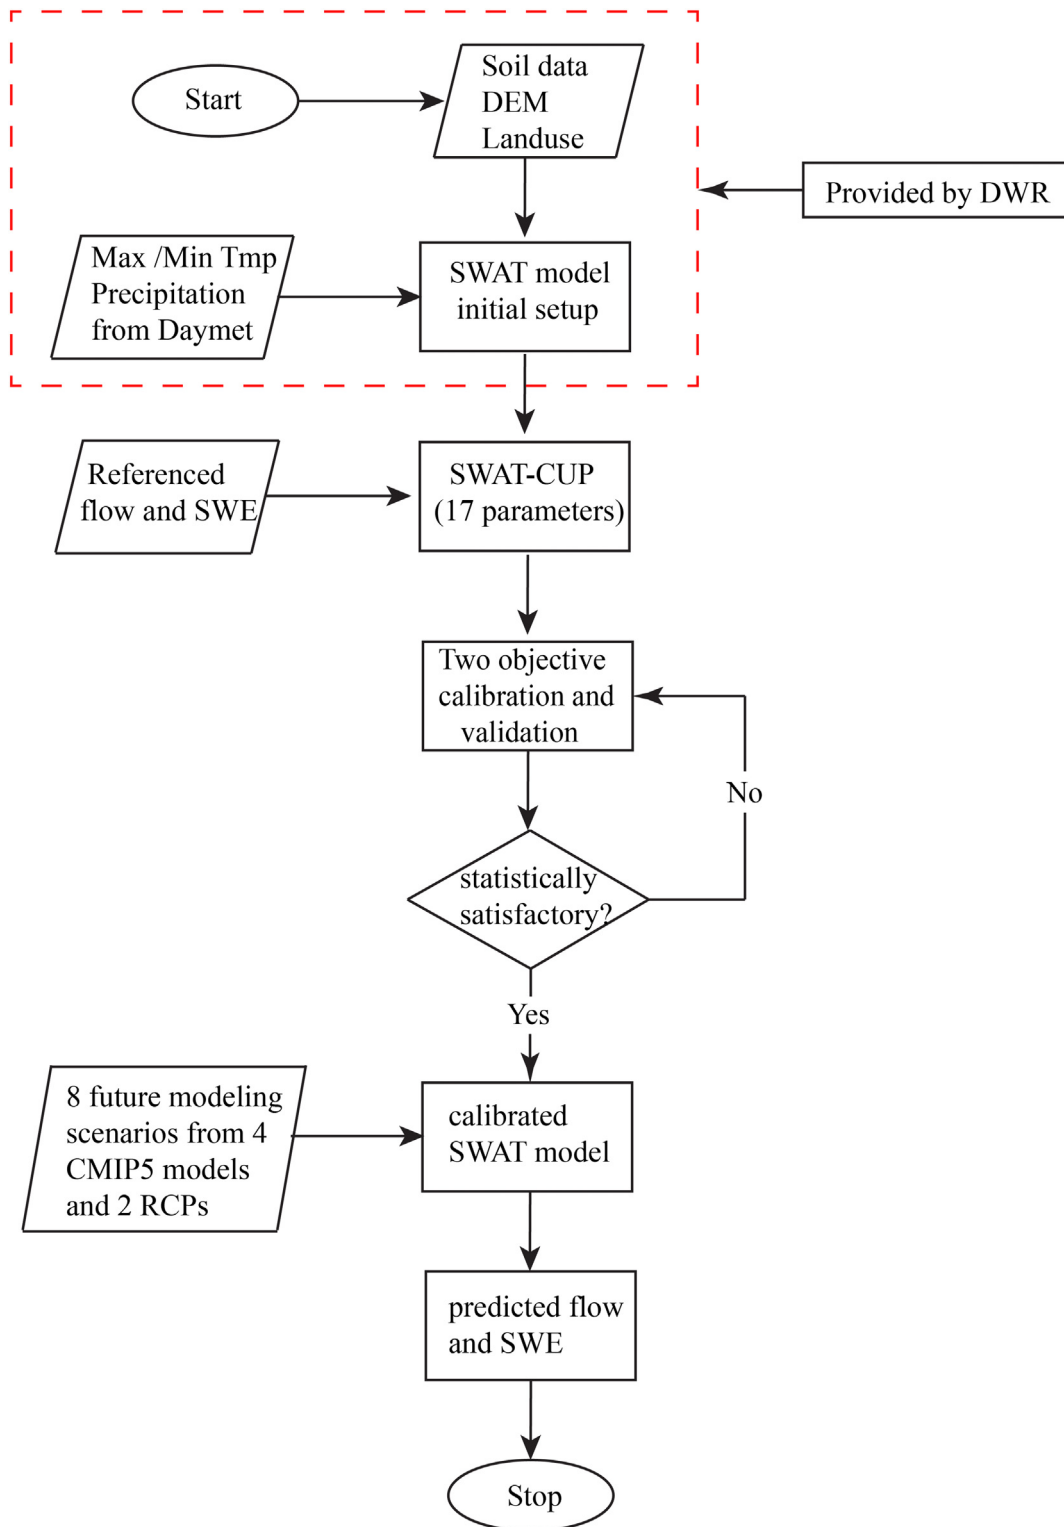 Start
Soil data
DEM
Landuse
Provided by DWR
Max /Min Tmp
Precipitation
from Daymet
SWAT model
initial setup
Referenced
flow and SWE
SWAT-CUP
(17 parameters)
Two objective
calibration and
validation
No
statistically
satisfactory?
Yes
8 future modeling
scenarios from 4
CMIP5 models
and 2 RCPs
calibrated
SWAT model
predicted flow
and SWE
Stop